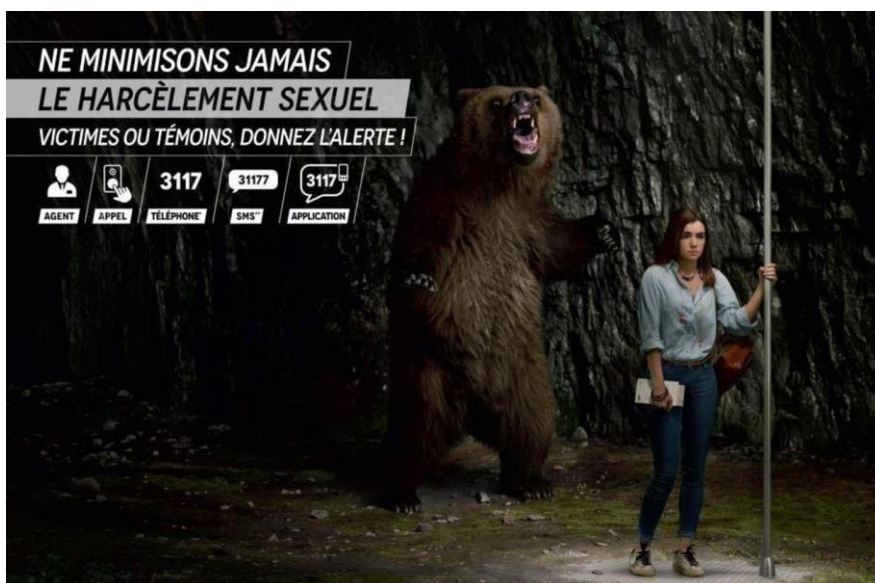 NE MINIMISONS JAMAIS
LE HARCÈLEMENT SEXUEL
VICTIMES OU TÉMOINS, DONNEZ L'ALERTE !
3117
31177
3117
AGENT
APPEL
TÉLÉPHONE*
SMS**
APPLICATION